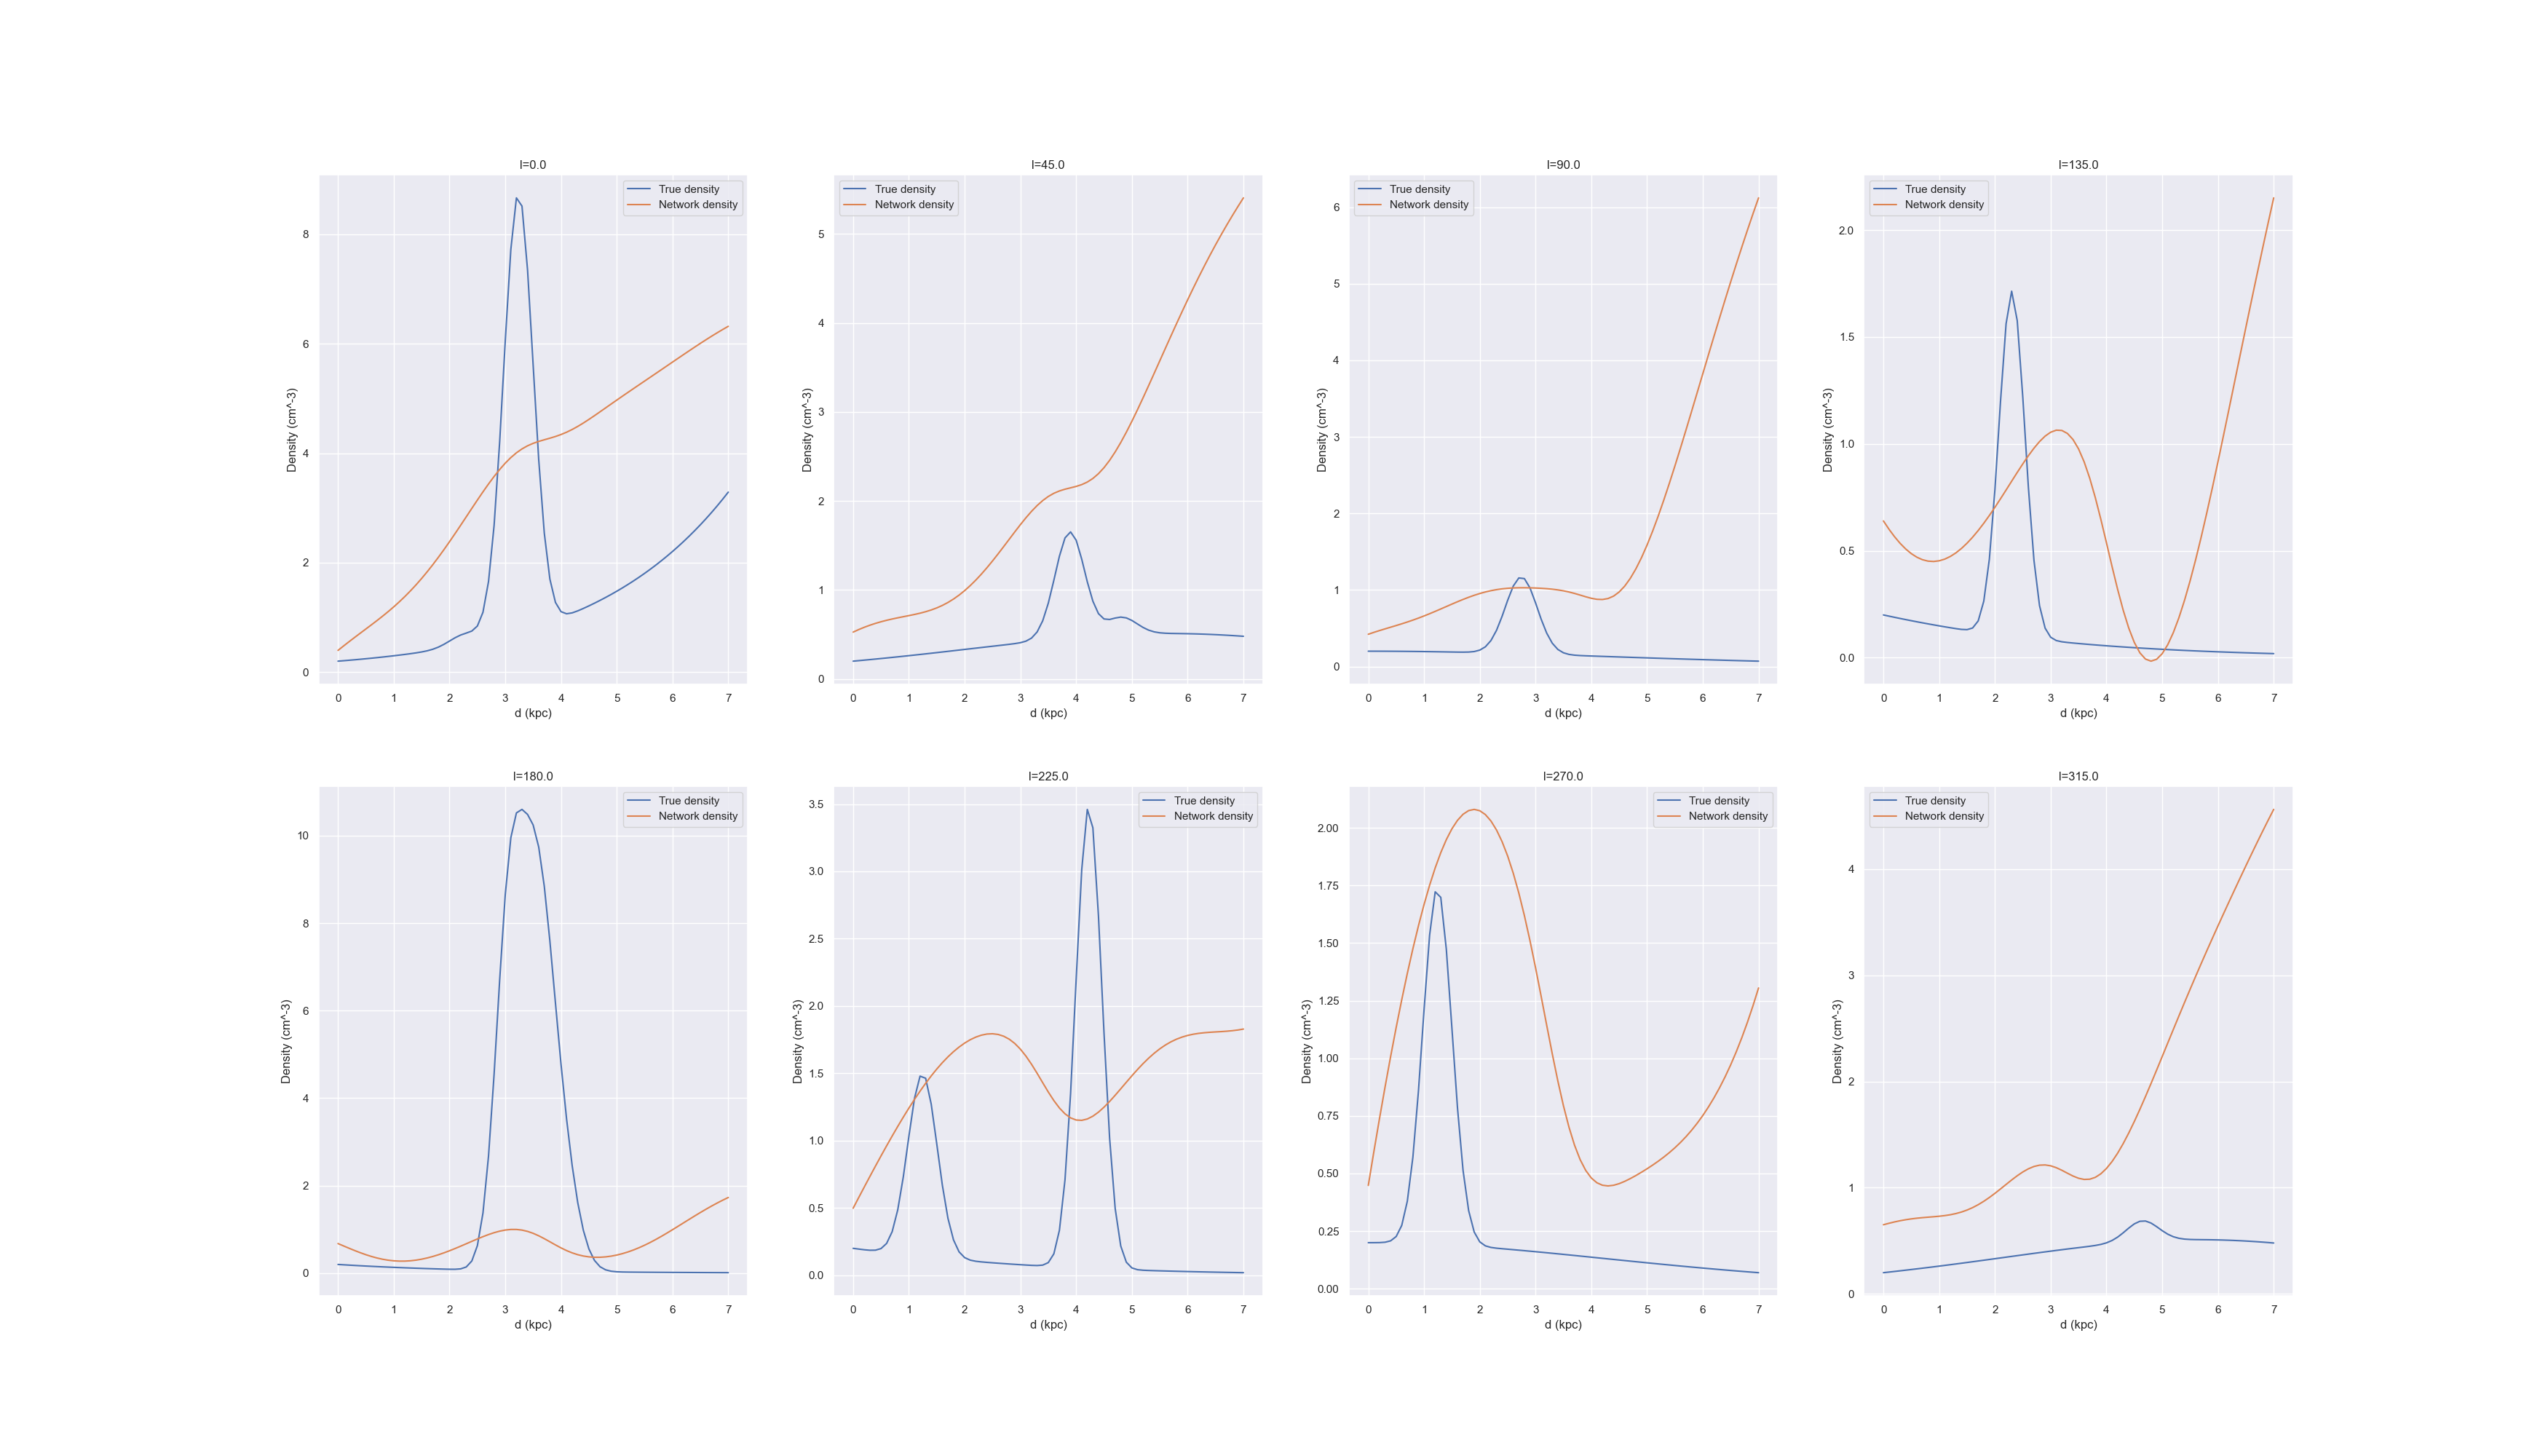 l=0.0
True density
Network density
Density (cm^-3)
8
6
4
2
0
0 1 2 3 4 5 6 7
d (kpc)
l=45.0
True density
Network density
Density (cm^-3)
5
4
3
2
1
0
0 1 2 3 4 5 6 7
d (kpc)
l=90.0
True density
Network density
Density (cm^-3)
6
5
4
3
2
1
0
0 1 2 3 4 5 6 7
d (kpc)
l=135.0
True density
Network density
Density (cm^-3)
2.0
1.5
1.0
0.5
0.0
0 1 2 3 4 5 6 7
d (kpc)
l=180.0
True density
Network density
Density (cm^-3)
10
8
6
4
2
0
0 1 2 3 4 5 6 7
d (kpc)
l=225.0
True density
Network density
Density (cm^-3)
3.5
3.0
2.5
2.0
1.5
1.0
0.5
0.0
0 1 2 3 4 5 6 7
d (kpc)
l=270.0
True density
Network density
Density (cm^-3)
2.00
1.75
1.50
1.25
1.00
0.75
0.50
0.25
0.00
0 1 2 3 4 5 6 7
d (kpc)
l=315.0
True density
Network density
Density (cm^-3)
4
3
2
1
0
0 1 2 3 4 5 6 7
d (kpc)